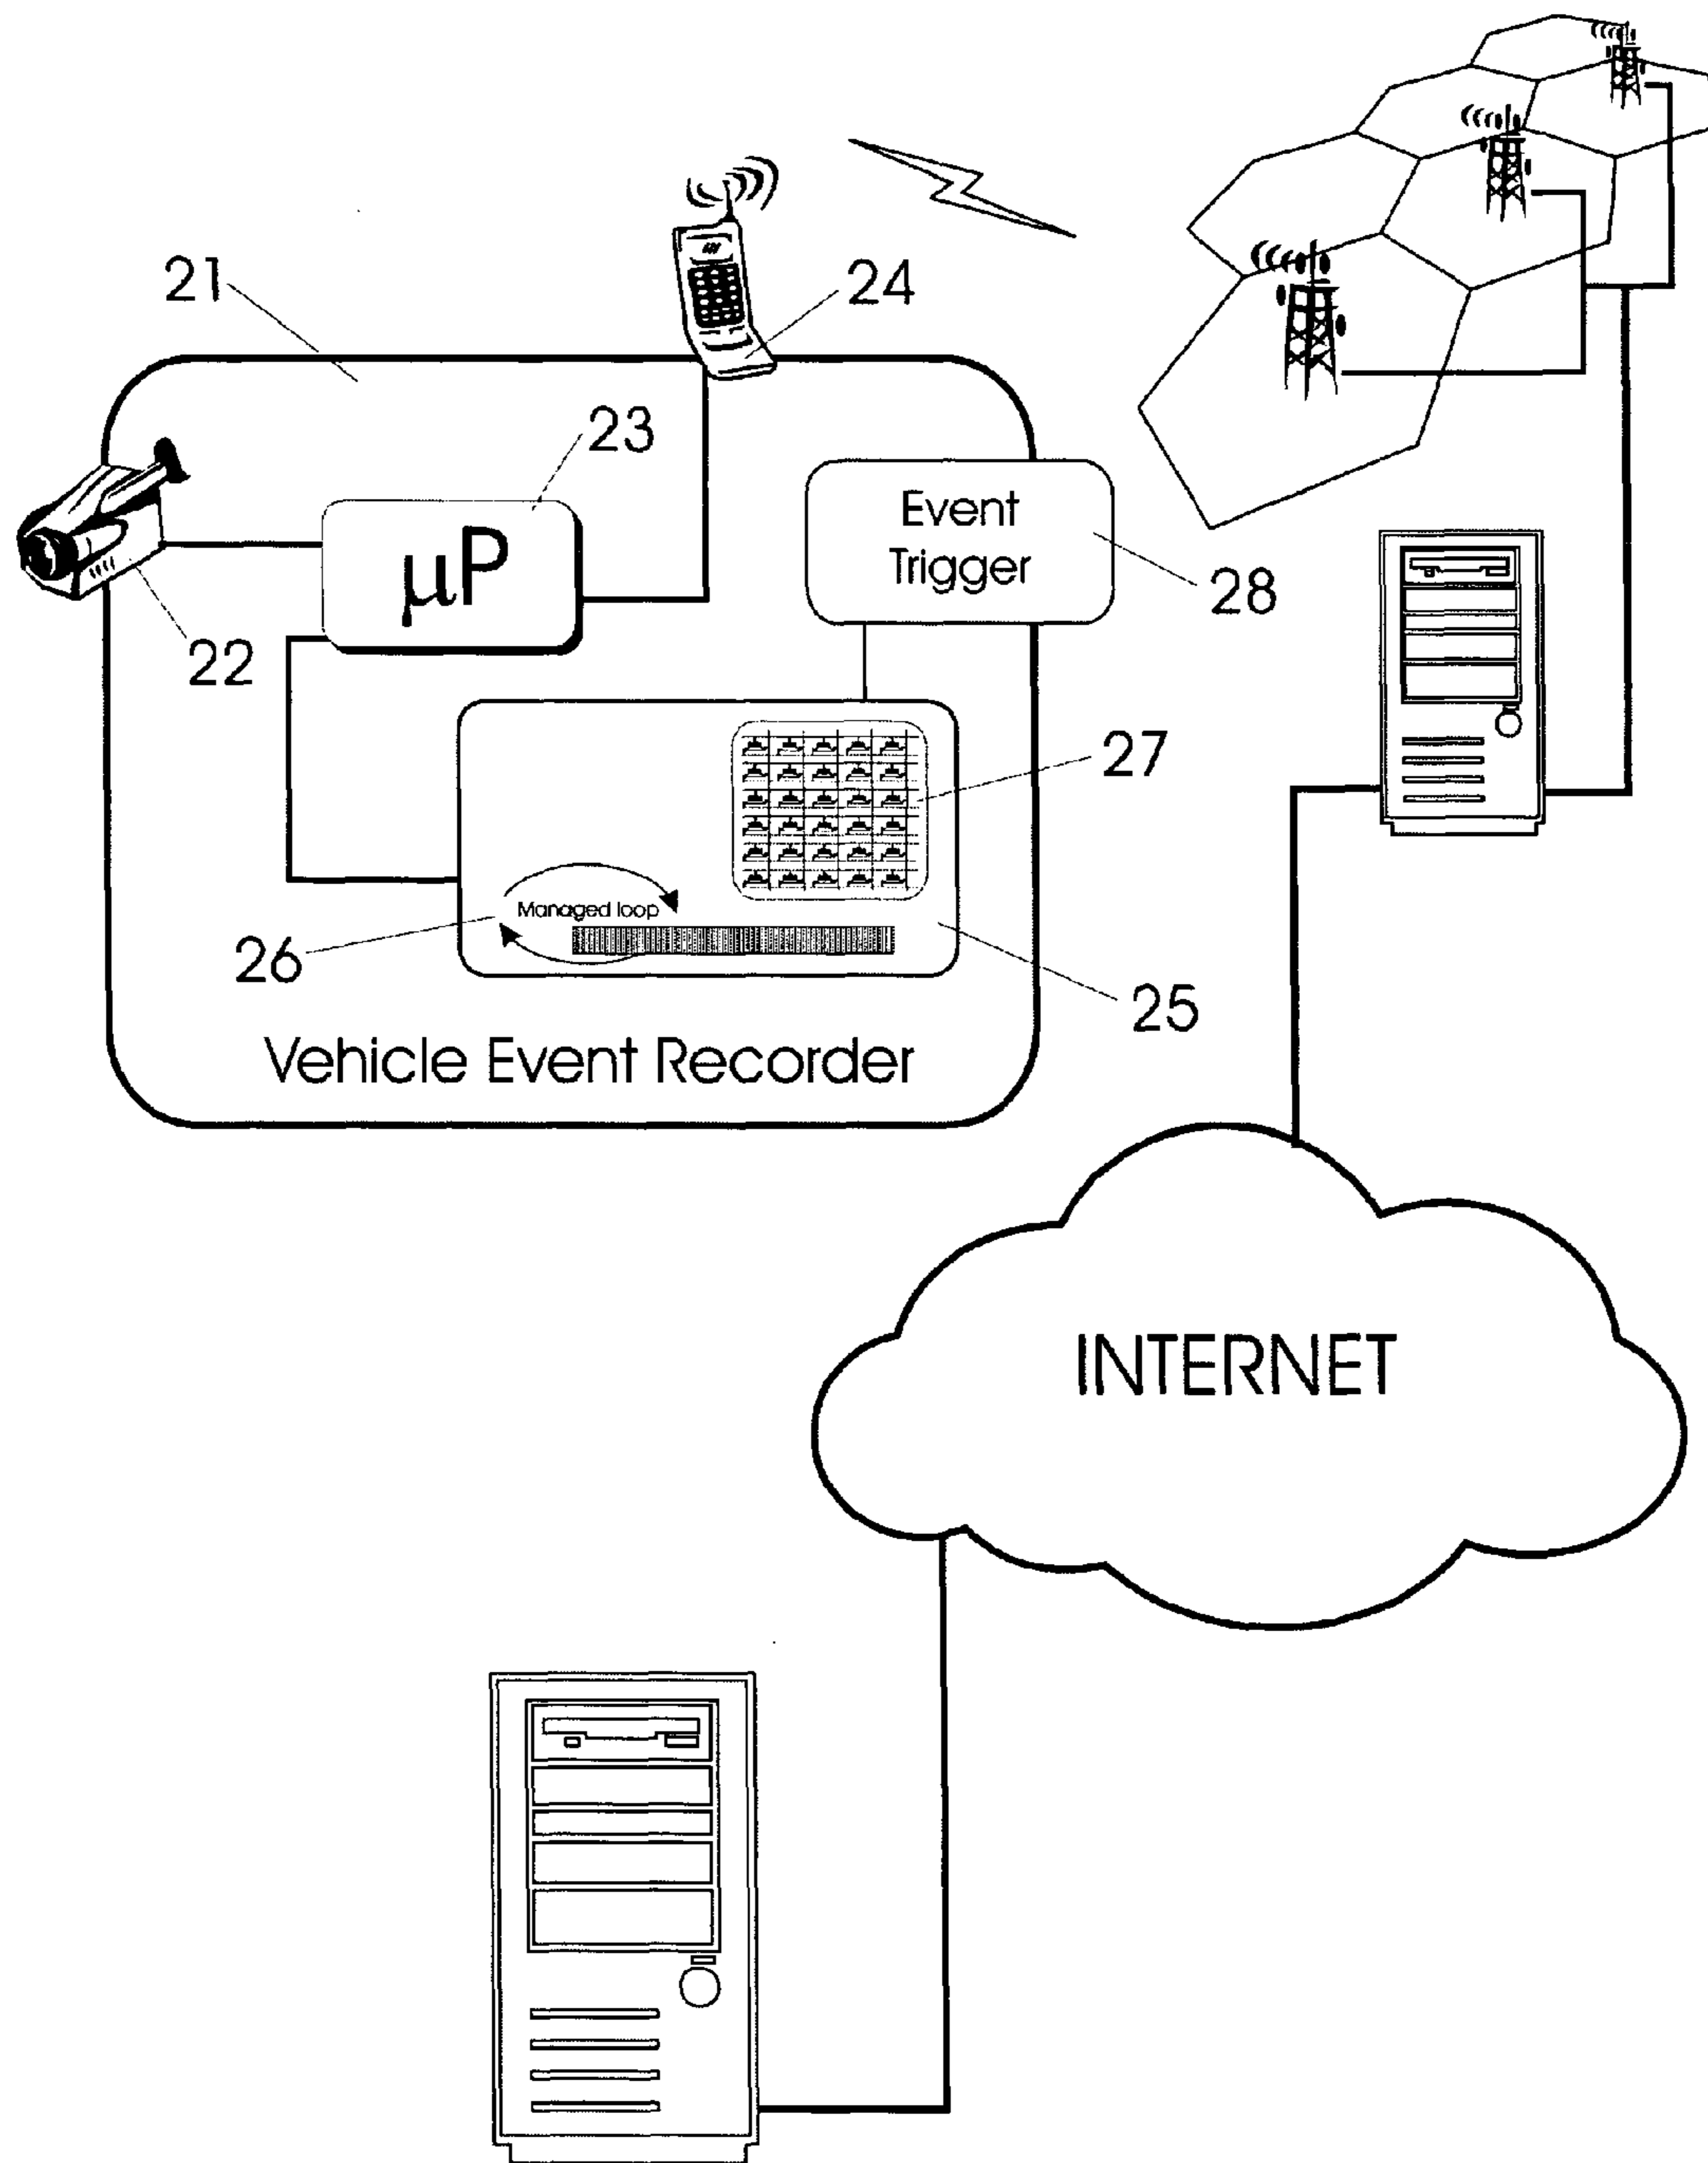 21
24
23
Event
Trigger
28
µP
22
27
Managed loop
26
25
Vehicle Event Recorder
INTERNET